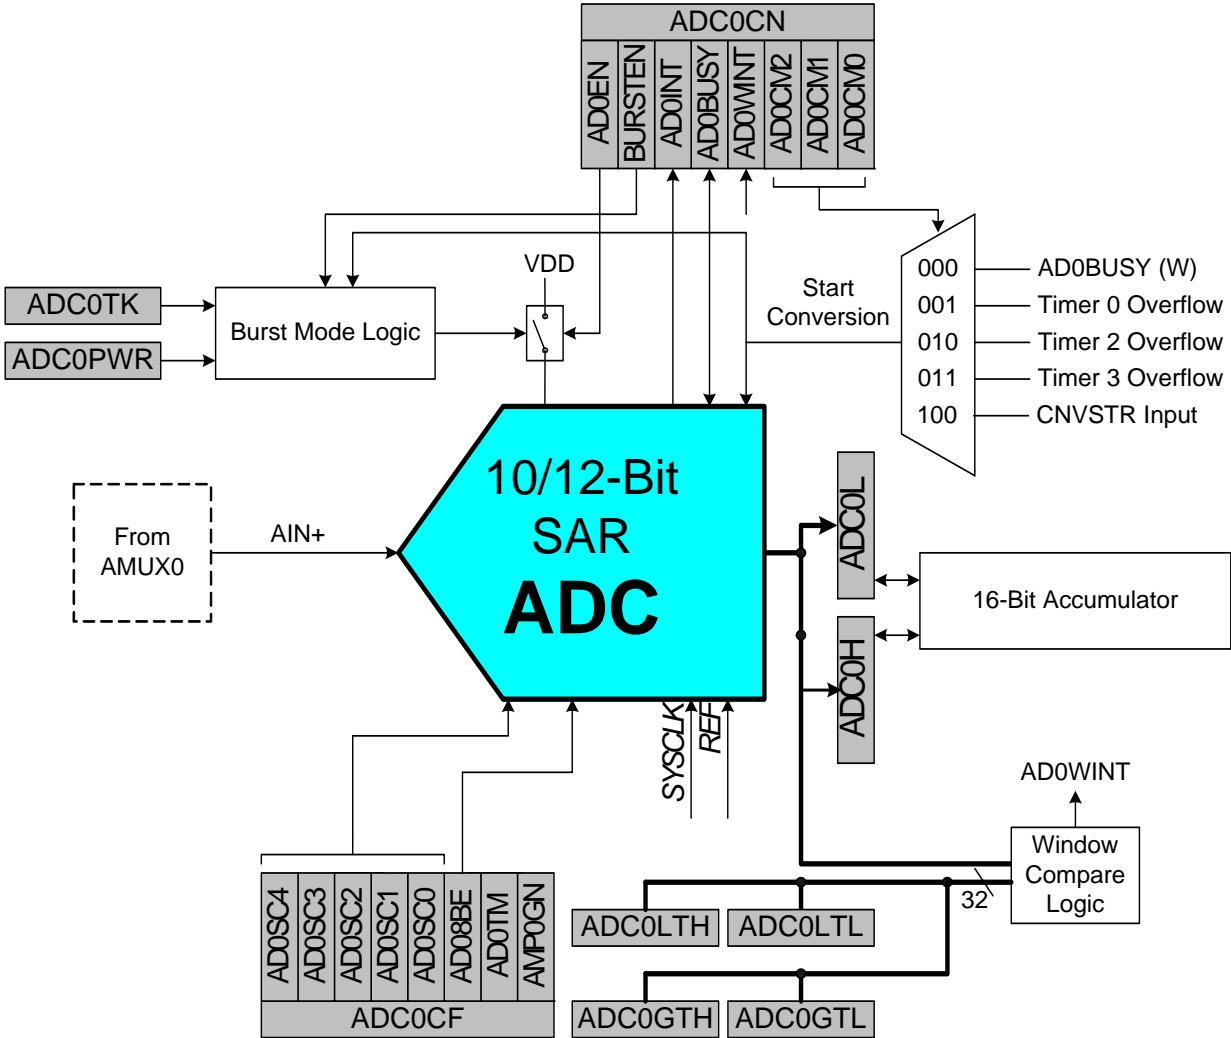 ADC0CN
AD0EN
BURSTEN
AD0INT
AD0BUSY
AD0WINT
AD0CM2
AD0CM1
AD0CM0
VDD
ADC0TK
ADC0PWR
Burst Mode Logic
Start
Conversion
000
001
010
011
100
AD0BUSY (W)
Timer 0 Overflow
Timer 2 Overflow
Timer 3 Overflow
CNVSTR Input
From
AMUX0
AIN+
10/12-Bit
SAR
ADC
ADC0L
ADC0H
16-Bit Accumulator
SYSCLK
REF
AD0WINT
Window
Compare
Logic
32
AD0SC4
AD0SC3
AD0SC2
AD0SC1
AD0SC0
AD08BE
AD0TM
AMP0GN
ADC0CF
ADC0LTH
ADC0LTL
ADC0GTH
ADC0GTL